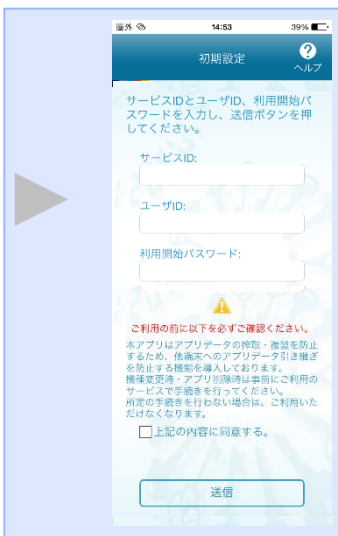 圏外 14:53 39%
初期設定
ヘルプ
サービスIDとユーザID、利用開始パ
スワードを入力し、送信ボタンを押
してください。
サービスID:
ユーザID:
利用開始パスワード:
ご利用の前に以下を必ずご確認ください。
本アプリはアプリデータの搾取・複製を防止
するため、他端末へのアプリデータ引き継ぎ
を防止する機能を導入しております。
機種変更時・アプリ削除時は事前にご利用の
サービスで手続きを行ってください。
所定の手続きを行わない場合は、ご利用いた
だけなくなります。
上記の内容に同意する。
送信